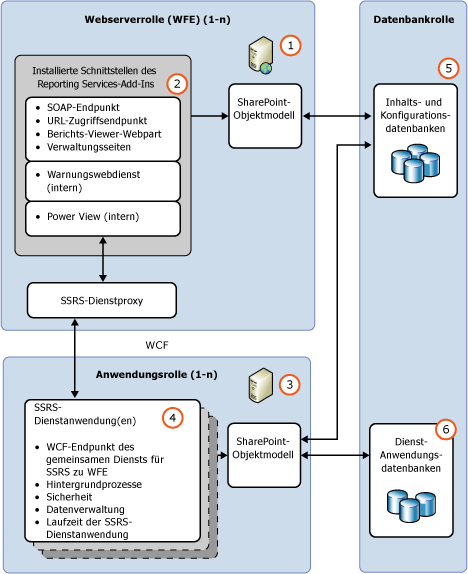 Webserverrolle (WFE) (1-n)
1
Installierte Schnittstellen des
Reporting Services-Add-Ins
2
• SOAP-Endpunkt
• URL-Zugriffsendpunkt
• Berichts-Viewer-Webpart
• Verwaltungsseiten
• Warnungswebdienst
(intern)
• Power View (intern)
SharePoint-
Objektmodell
SSRS-Dienstproxy
WCF
Anwendungsrolle (1-n)
3
SSRS-
Dienstanwendung(en)
4
• WCF-Endpunkt des
gemeinsamen Diensts für
SSRS zu WFE
• Hintergrundprozesse
• Sicherheit
• Datenverwaltung
• Laufzeit der SSRS-
Dienstanwendung
SharePoint-
Objektmodell
Datenbankrolle
5
Inhalts- und
Konfigurations-
datenbanken
6
Dienst-
Anwendungs-
datenbanken